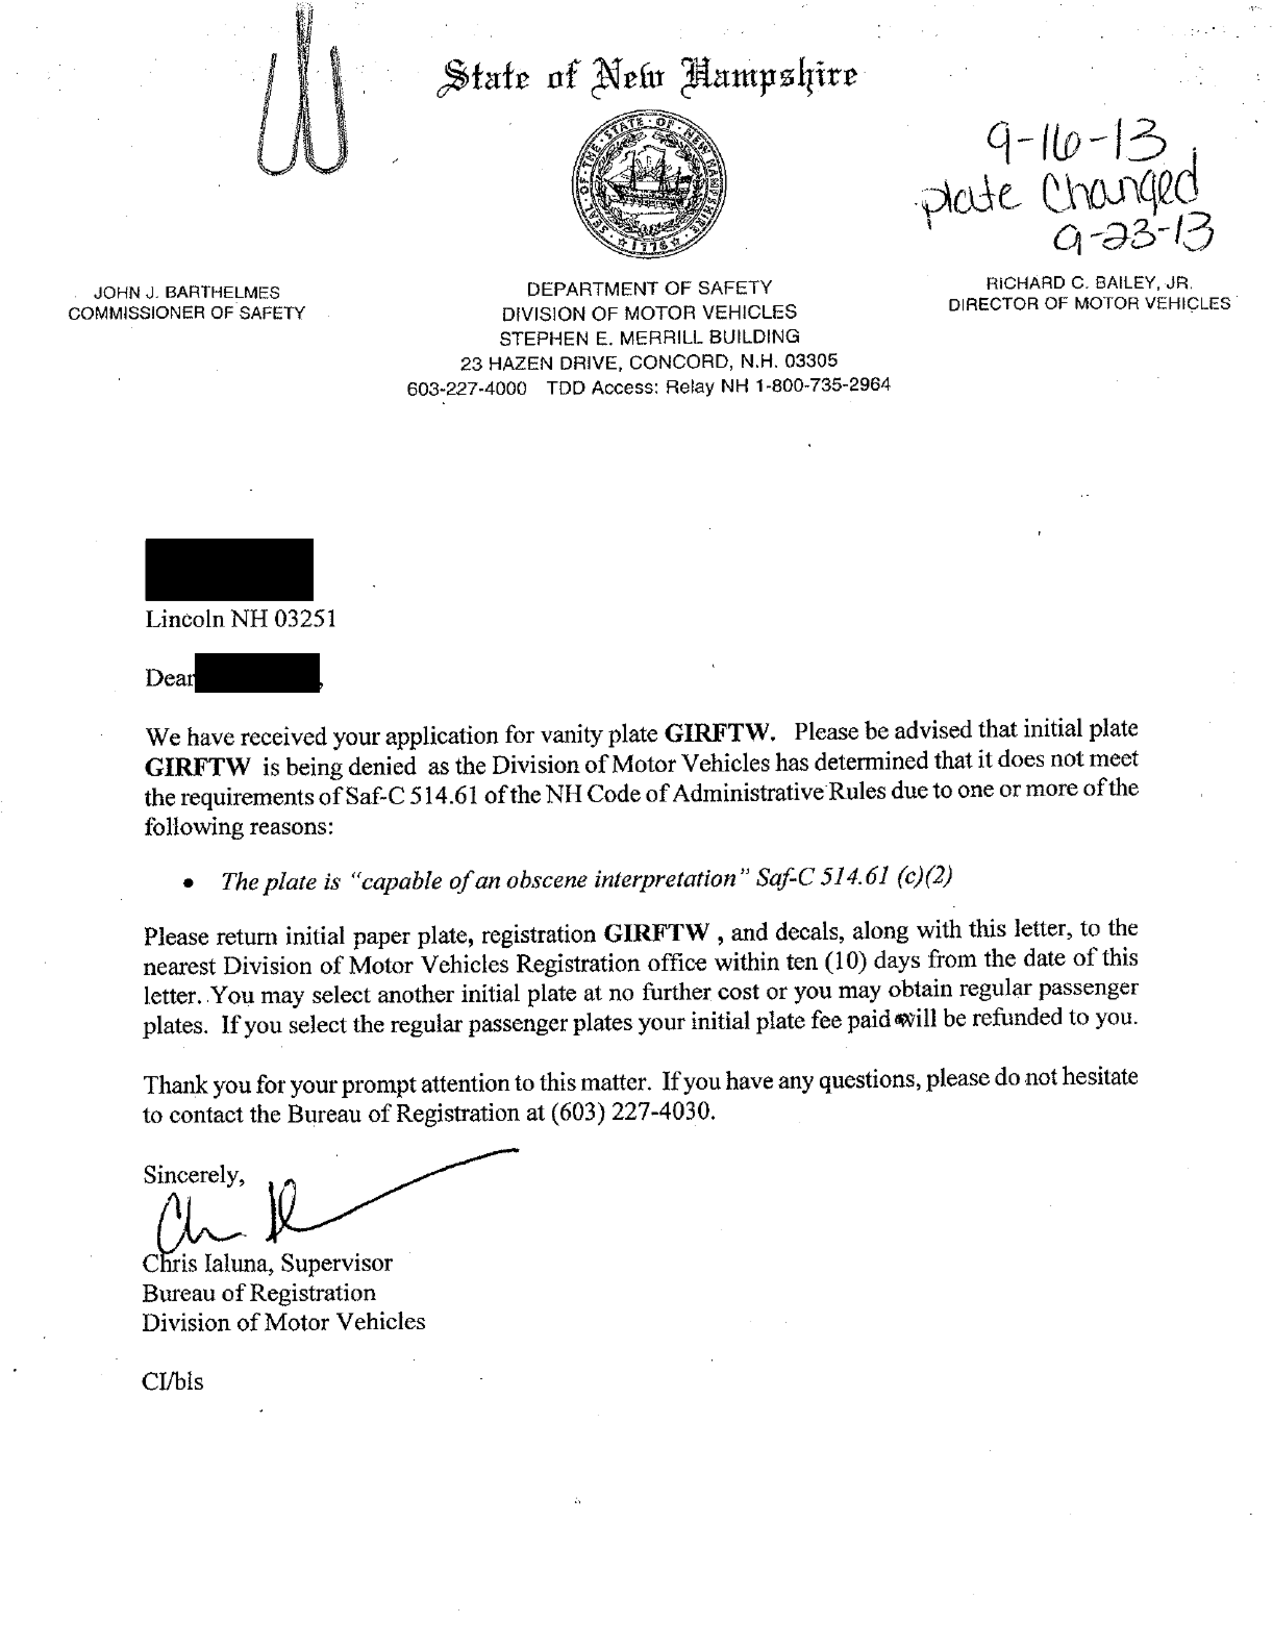 State of New Hampshire
SEAL · OF · THE · STATE · OF · NEW HAMPSHIRE
1776
9-16-13
plate Changed
9-23-13
JOHN J. BARTHELMES
COMMISSIONER OF SAFETY
DEPARTMENT OF SAFETY
DIVISION OF MOTOR VEHICLES
STEPHEN E. MERRILL BUILDING
23 HAZEN DRIVE, CONCORD, N.H. 03305
603-227-4000 TDD Access: Relay NH 1-800-735-2964
RICHARD C. BAILEY, JR.
DIRECTOR OF MOTOR VEHICLES
Lincoln NH 03251
Dear ,
We have received your application for vanity plate GIRFTW. Please be advised that initial plate
GIRFTW is being denied as the Division of Motor Vehicles has determined that it does not meet
the requirements of Saf-C 514.61 of the NH Code of Administrative Rules due to one or more of the
following reasons:
• The plate is “capable of an obscene interpretation” Saf-C 514.61 (c)(2)
Please return initial paper plate, registration GIRFTW , and decals, along with this letter, to the
nearest Division of Motor Vehicles Registration office within ten (10) days from the date of this
letter. You may select another initial plate at no further cost or you may obtain regular passenger
plates. If you select the regular passenger plates your initial plate fee paid will be refunded to you.
Thank you for your prompt attention to this matter. If you have any questions, please do not hesitate
to contact the Bureau of Registration at (603) 227-4030.
Sincerely,
Chris Ialuna, Supervisor
Bureau of Registration
Division of Motor Vehicles
CI/bls